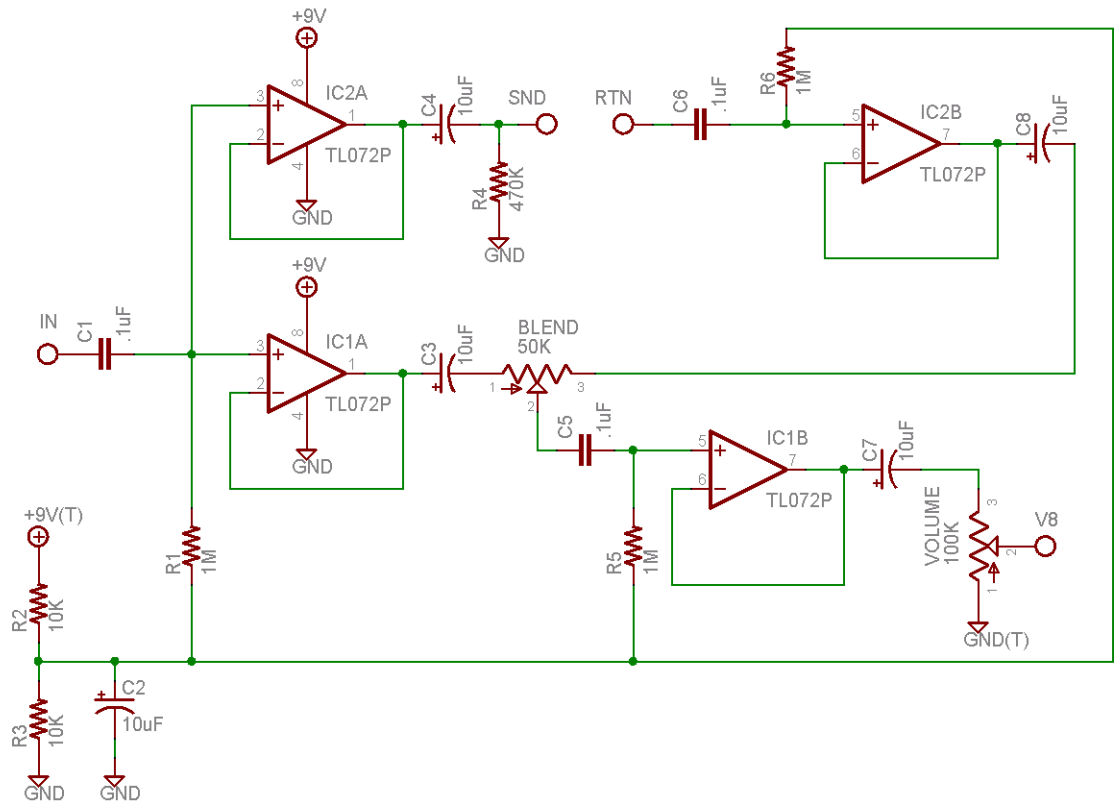 +9V
8
IC2A
3
+
1
2
-
4
TL072P
GND
C4
10uF
+
SND
R4
470K
GND
RTN
C6
.1uF
R6
1M
IC2B
5
+
7
6
-
TL072P
C8
10uF
+
+9V
8
IC1A
3
+
1
2
-
4
TL072P
GND
IN
C1
.1uF
C3
10uF
+
BLEND
50K
1
3
2
C5
.1uF
IC1B
5
+
7
6
-
TL072P
C7
10uF
+
VOLUME
100K
3
2
1
V8
GND(T)
R5
1M
R1
1M
+9V(T)
R2
10K
R3
10K
+
C2
10uF
GND
GND